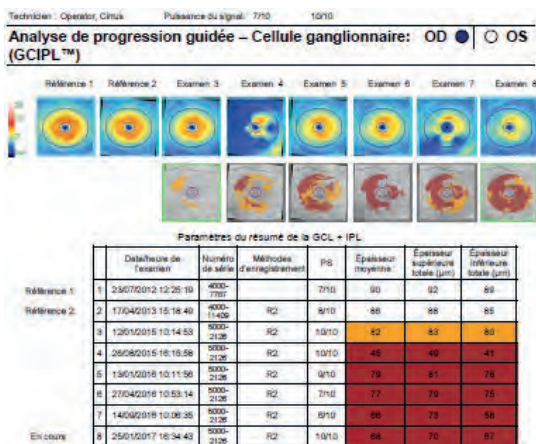 Technicien : Operator, Cirrus Puissance du signal: 7/10 10/10
Analyse de progression guidée – Cellule ganglionnaire: OD OS
(GCIPL™)
Référence 1 Référence 2 Examen 3 Examen 4 Examen 5 Examen 6 Examen 7 Examen 8
Paramètres du résumé de la GCL + IPL
Date/heure de l'examen Numéro de série Méthodes d'enregistrement PS Épaisseur moyenne Épaisseur supérieure totale (µm) Épaisseur inférieure totale (µm)
Référence 1 1 23/07/2012 12:25:19 4000- 7/10 90 92 89
Référence 2 2 17/04/2013 15:18:49 4000-11409 R2 8/10 86 88 85
3 12/01/2015 10:14:53 5000-2126 R2 10/10 82 83 80
4 26/08/2015 16:15:58 5000-2126 R2 10/10 45 49 41
5 13/01/2016 10:11:56 5000-2126 R2 9/10 79 81 76
6 27/04/2016 10:53:14 5000-2126 R2 7/10 77 79 75
7 14/09/2016 10:06:35 5000-2126 R2 6/10 66 73 58
En cours 8 25/01/2017 16:34:43 5000-2126 R2 10/10 68 70 67